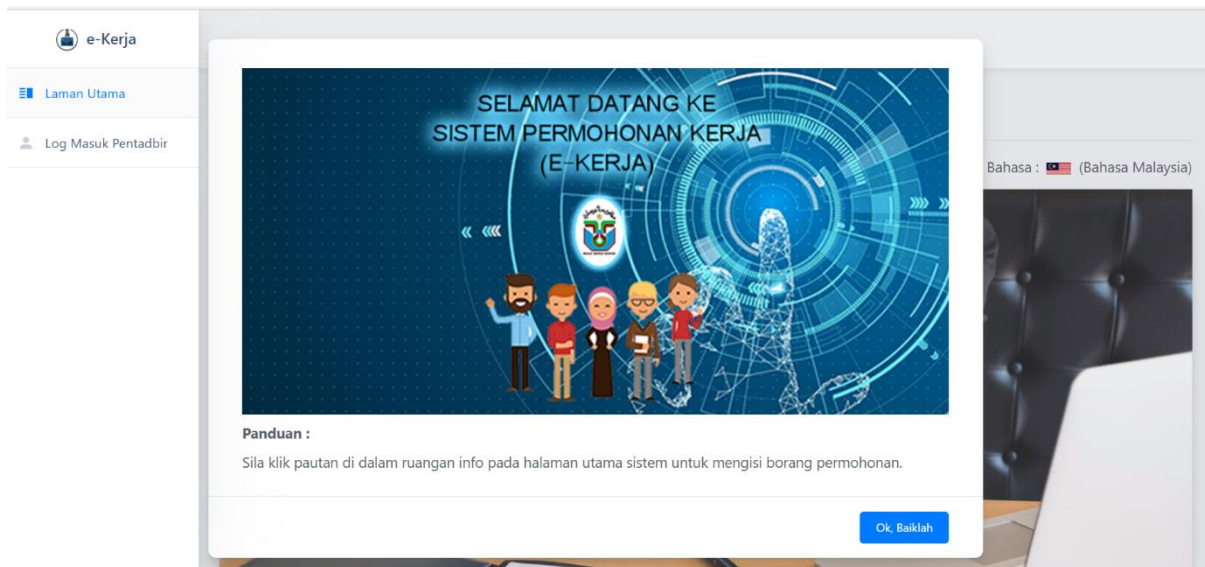 e-Kerja
Laman Utama
Log Masuk Pentadbir
SELAMAT DATANG KE
SISTEM PERMOHONAN KERJA
(E-KERJA)
Bahasa : (Bahasa Malaysia)
Panduan :
Sila klik pautan di dalam ruangan info pada halaman utama sistem untuk mengisi borang permohonan.
Ok, Baiklah